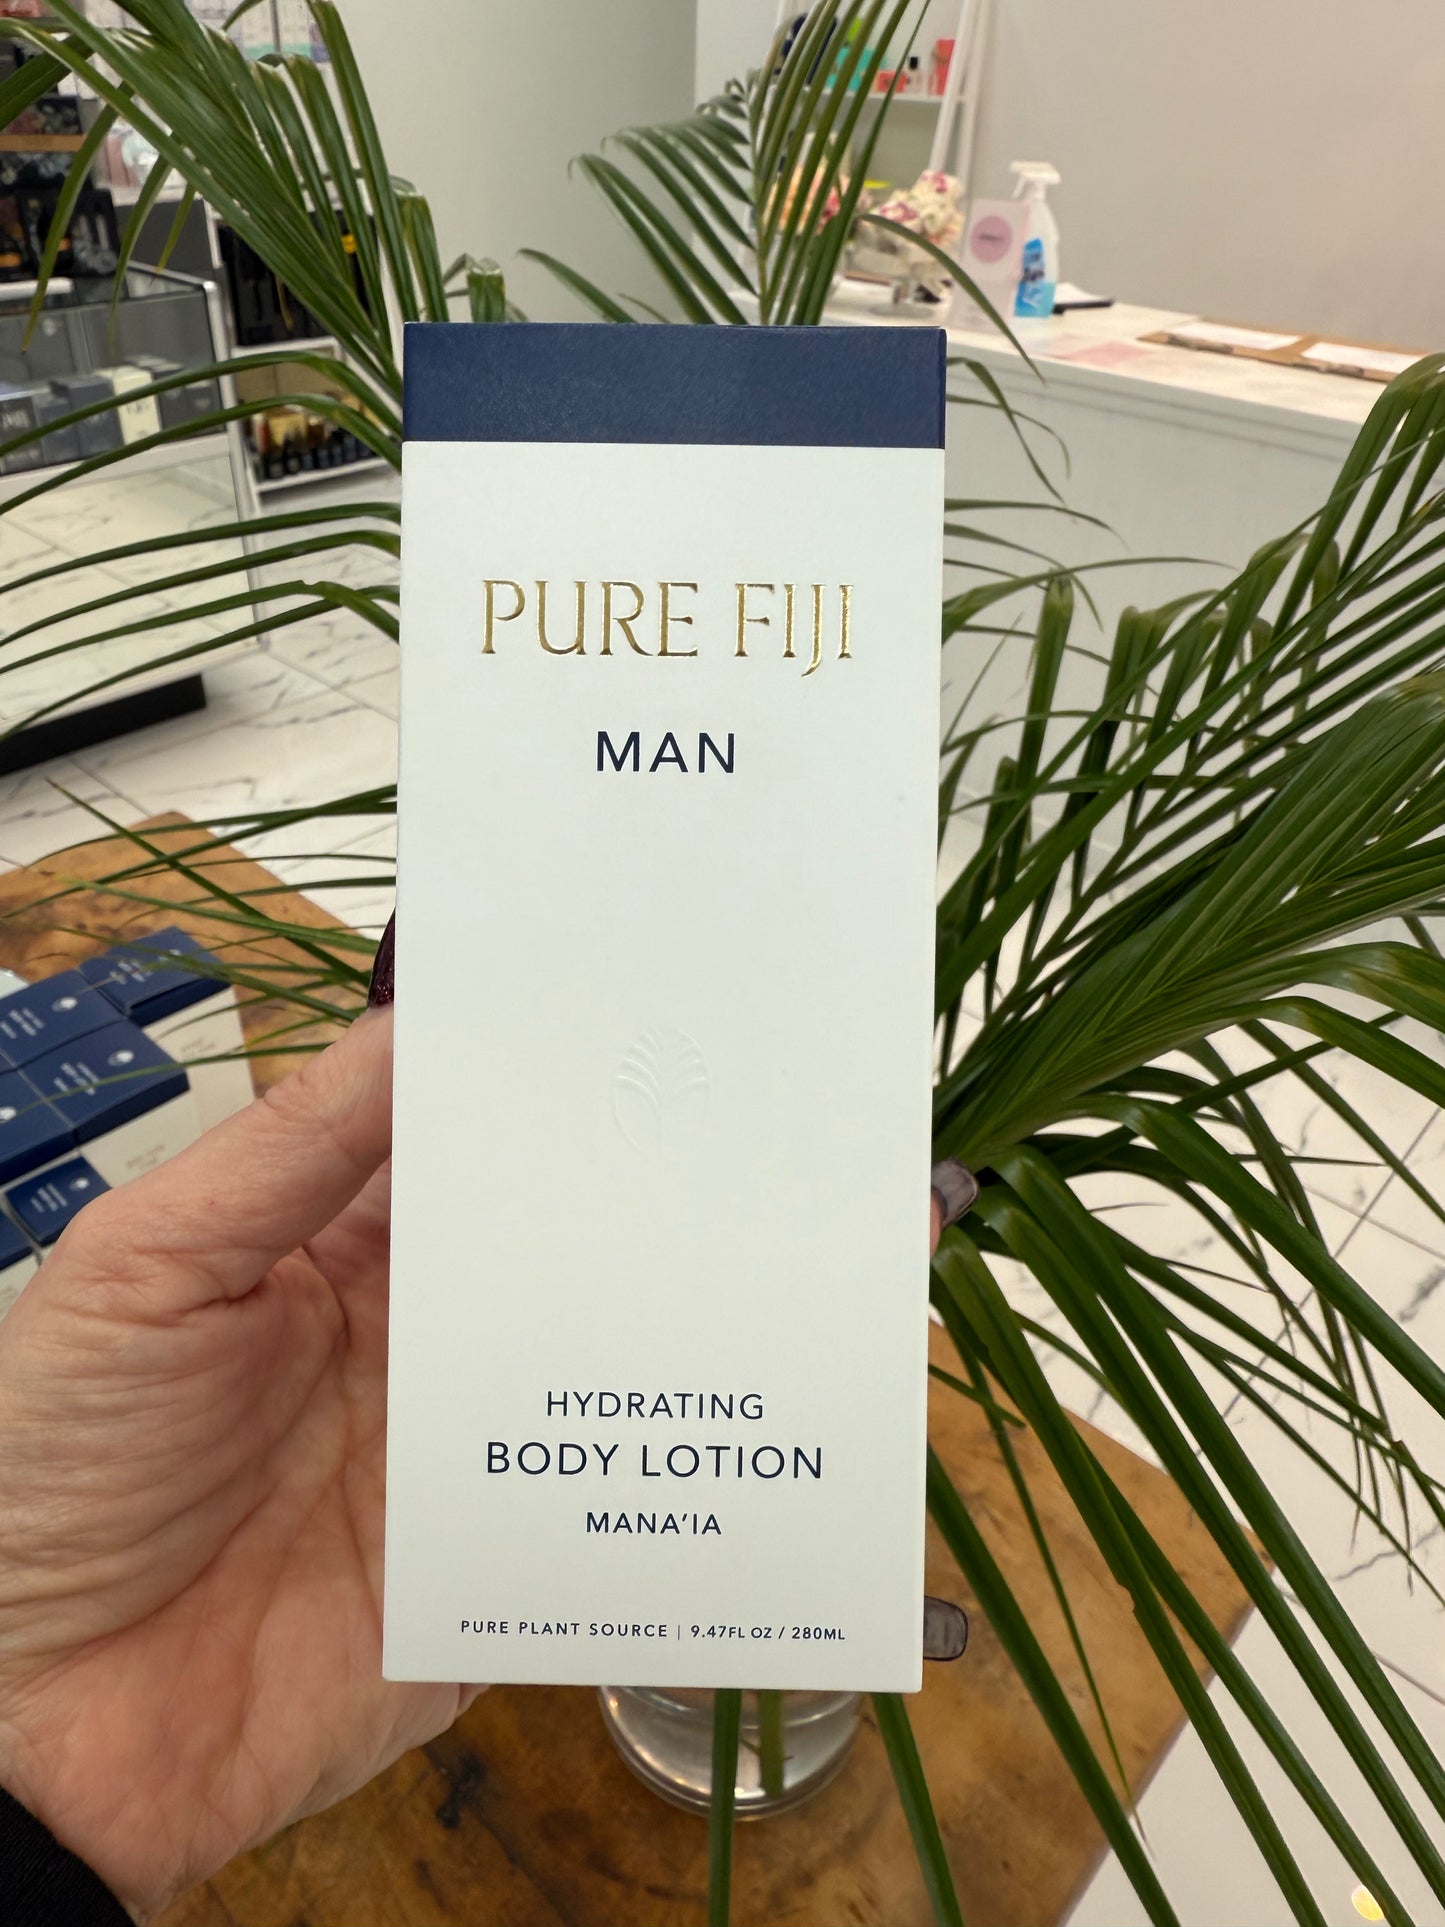 PURE FIJI
MAN
HYDRATING
BODY LOTION
MANA'IA
PURE PLANT SOURCE | 9.47FL OZ / 280ML